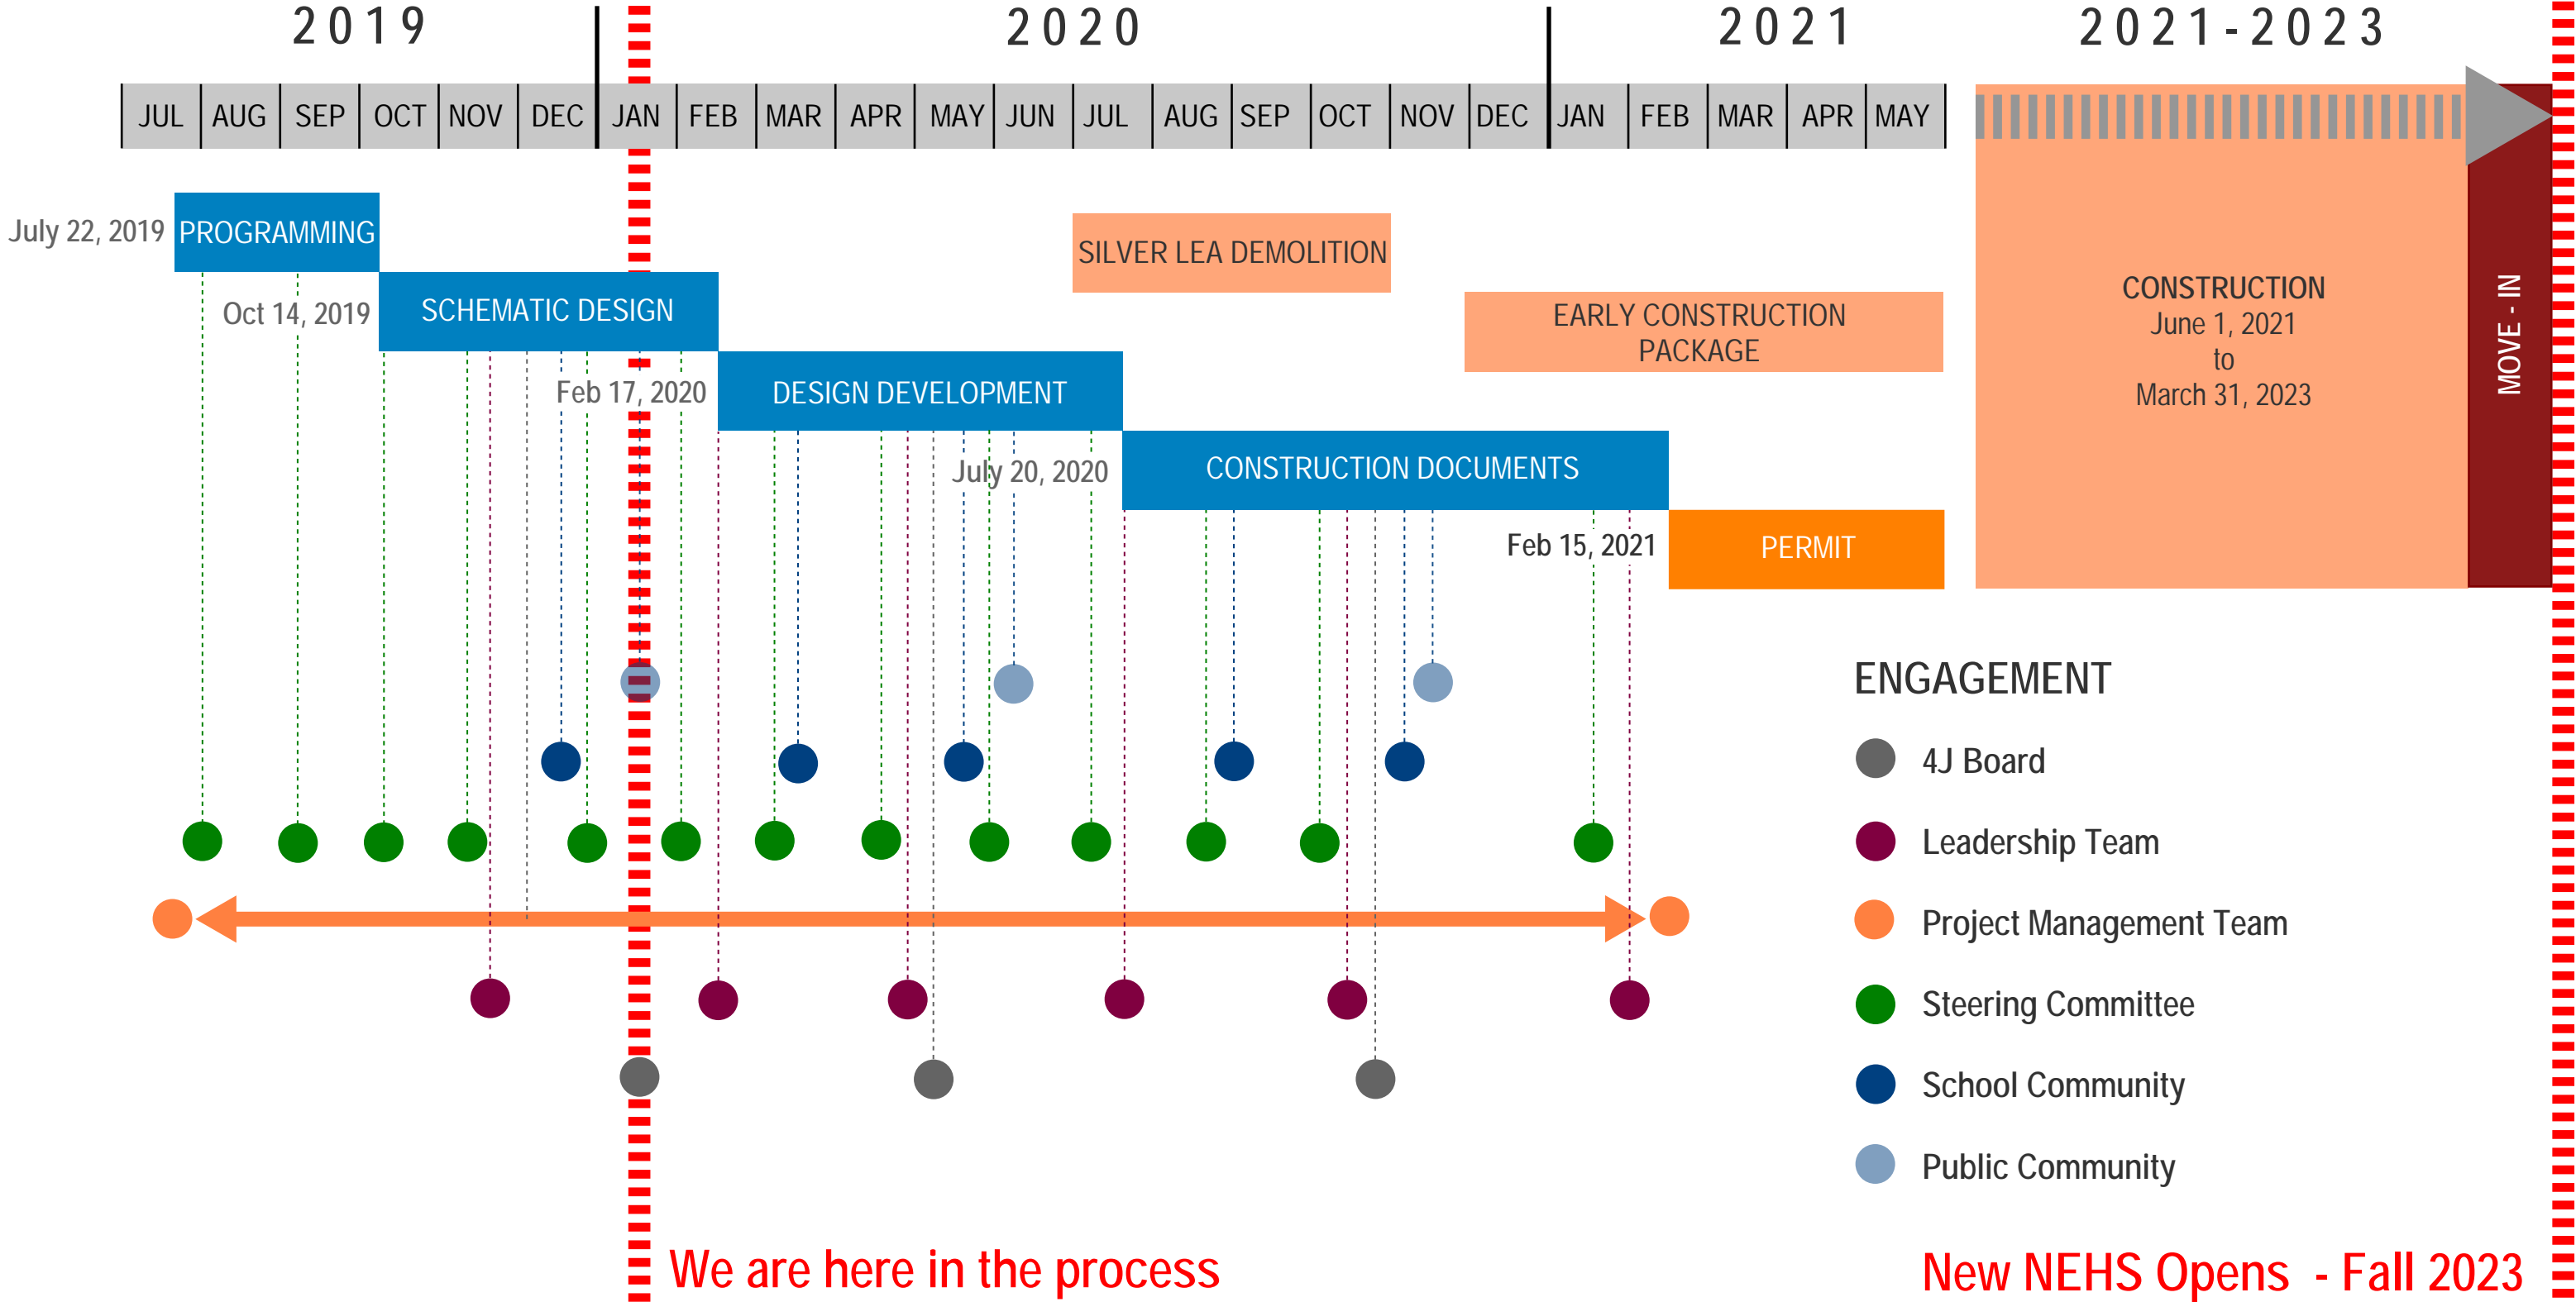 2019
2020
2021
2021-2023
JUL AUG SEP OCT NOV DEC JAN FEB MAR APR MAY JUN JUL AUG SEP OCT NOV DEC JAN FEB MAR APR MAY
July 22, 2019
PROGRAMMING
SILVER LEA DEMOLITION
Oct 14, 2019
SCHEMATIC DESIGN
EARLY CONSTRUCTION
PACKAGE
CONSTRUCTION
June 1, 2021
to
March 31, 2023
MOVE - IN
Feb 17, 2020
DESIGN DEVELOPMENT
July 20, 2020
CONSTRUCTION DOCUMENTS
Feb 15, 2021
PERMIT
ENGAGEMENT
4J Board
Leadership Team
Project Management Team
Steering Committee
School Community
Public Community
We are here in the process
New NEHS Opens - Fall 2023